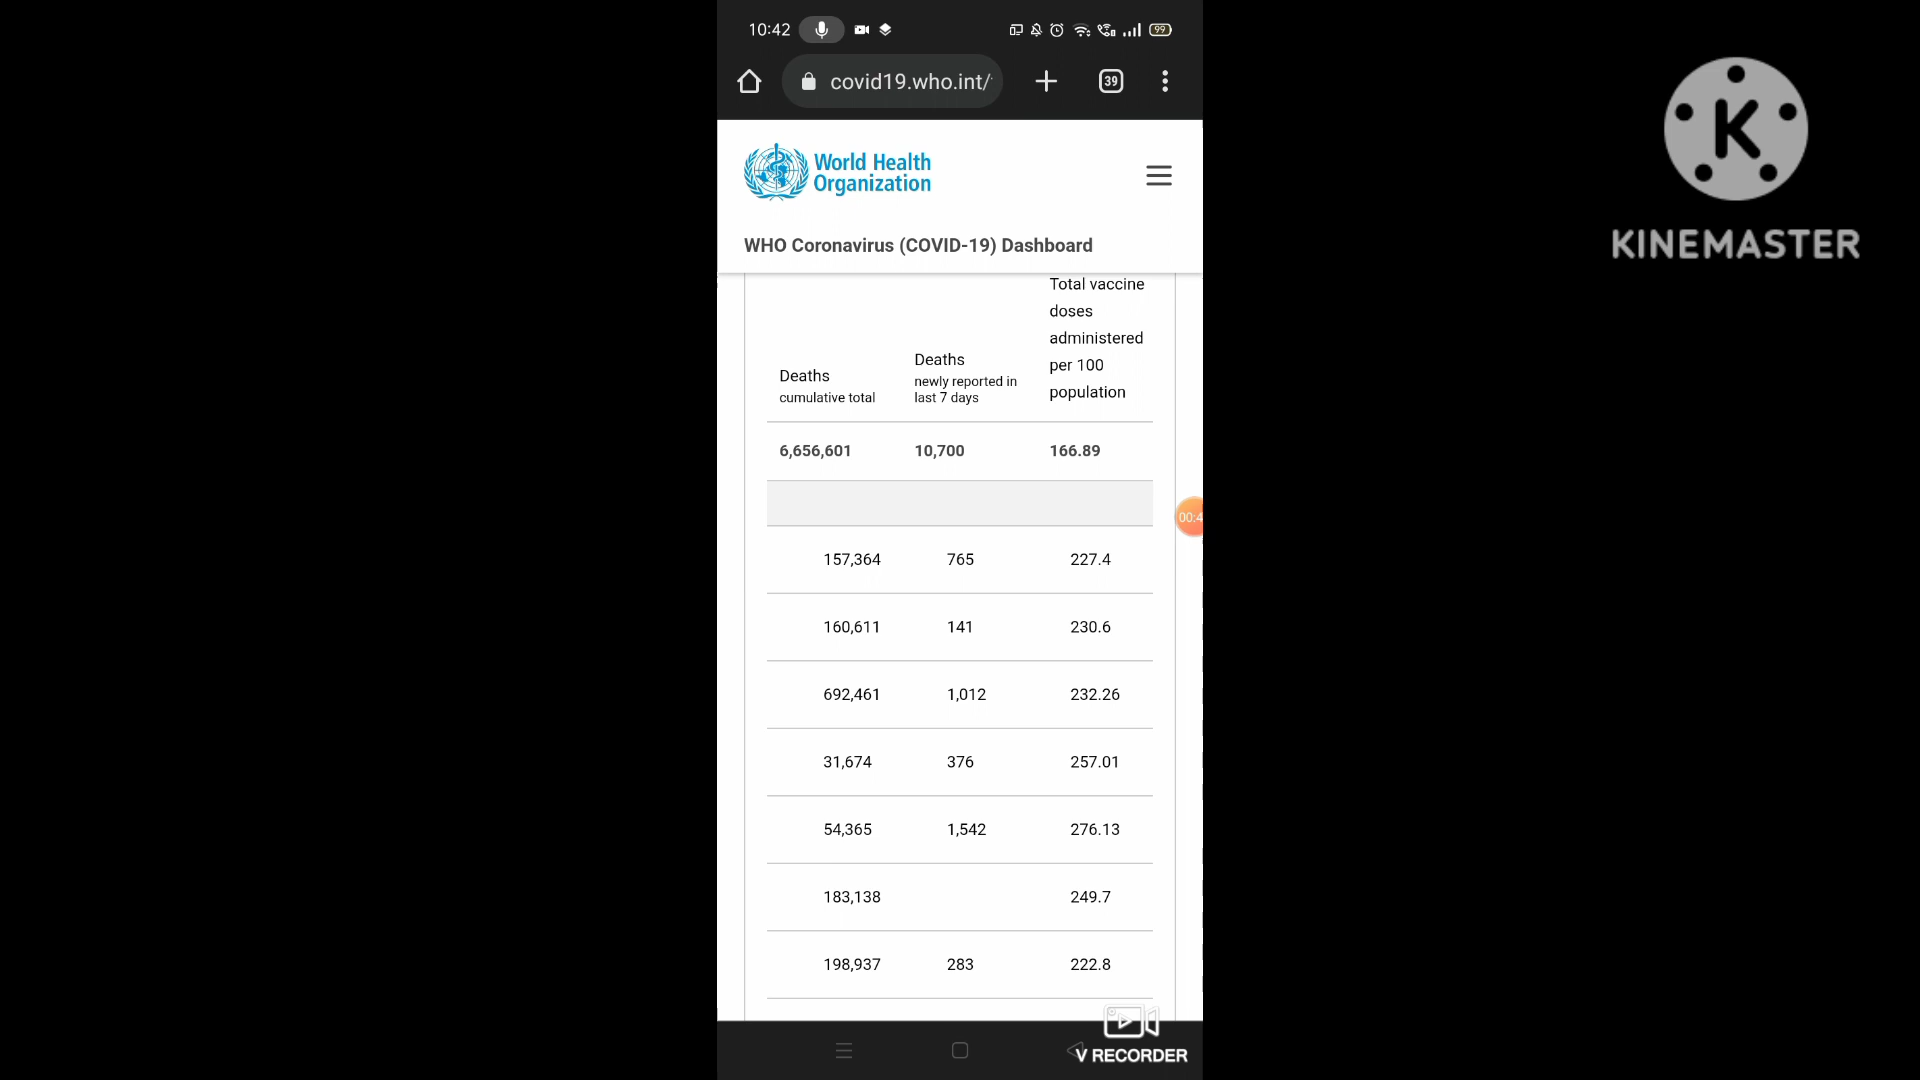 10:42
99
covid19.who.int/
39
K
KINEMASTER
World Health
Organization
WHO Coronavirus (COVID-19) Dashboard
Deaths
cumulative total
Deaths
newly reported in
last 7 days
Total vaccine
doses
administered
per 100
population
6,656,601 10,700 166.89
157,364 765 227.4
160,611 141 230.6
692,461 1,012 232.26
31,674 376 257.01
54,365 1,542 276.13
183,138 249.7
198,937 283 222.8
00:4
V RECORDER